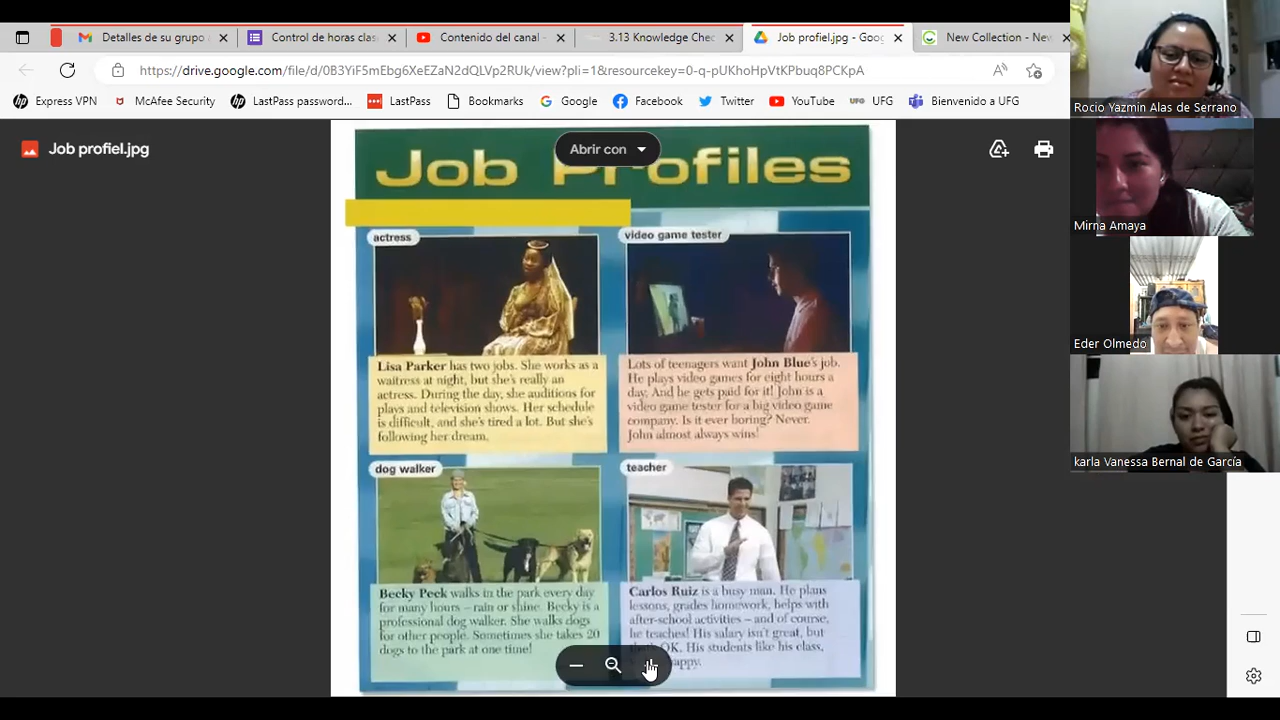 Detalles de su grupo
Control de horas clas
Contenido del canal -
3.13 Knowledge Chec
Job profiel.jpg - Goog
New Collection - New
https://drive.google.com/file/d/0B3YiF5mEbg6XeEZaN2dQLVp2RUk/view?pli=1&resourcekey=0-q-pUKhoHpVtKPbuq8PCKpA
Express VPN
McAfee Security
LastPass password...
LastPass
Bookmarks
Google
Facebook
Twitter
YouTube
UFG
Bienvenido a UFG
Job profiel.jpg
Abrir con
Job Profiles
actress
Lisa Parker has two jobs. She works as a
waitress at night, but she's really an
actress. During the day, she auditions for
plays and television shows. Her schedule
is difficult, and she's tired a lot. But she's
following her dream.
video game tester
Lots of teenagers want John Blue's job.
He plays video games for eight hours a
day. And he gets paid for it! John is a
video game tester for a big video game
company. Is it ever boring? Never.
John almost always wins!
dog walker
Becky Peck walks in the park every day
for many hours – rain or shine. Becky is a
professional dog walker. She walks dogs
for other people. Sometimes she takes 20
dogs to the park at one time!
teacher
Carlos Ruiz is a busy man. He plans
lessons, grades homework, helps with
after-school activities – and of course,
he teaches! His salary isn't great, but
that's OK. His students like his class,
happy.
Rocio Yazmin Alas de Serrano
Mirna Amaya
Eder Olmedo
karla Vanessa Bernal de García